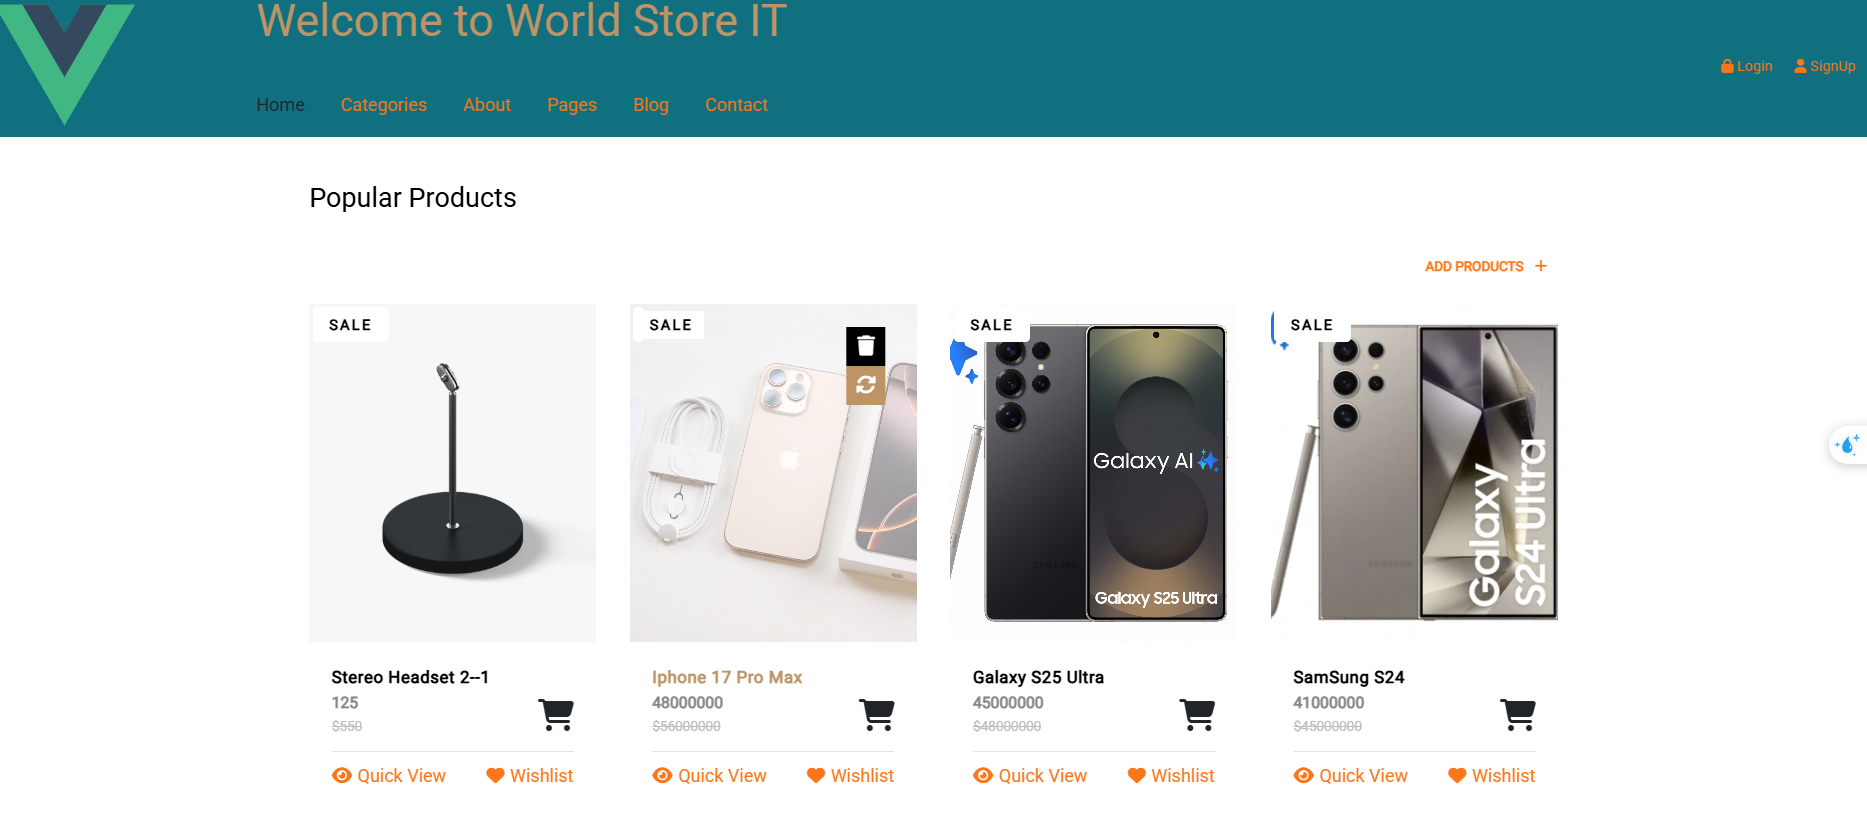 Welcome to World Store IT
Login SignUp
Home Categories About Pages Blog Contact
Popular Products
ADD PRODUCTS +
SALE
SALE
SALE
SALE
Galaxy AI
SAMSUNG
Galaxy S25 Ultra
SAMSUNG
Galaxy
S24 Ultra
Stereo Headset 2--1
125
$550
Quick View Wishlist
Iphone 17 Pro Max
48000000
$56000000
Quick View Wishlist
Galaxy S25 Ultra
45000000
$48000000
Quick View Wishlist
SamSung S24
41000000
$45000000
Quick View Wishlist